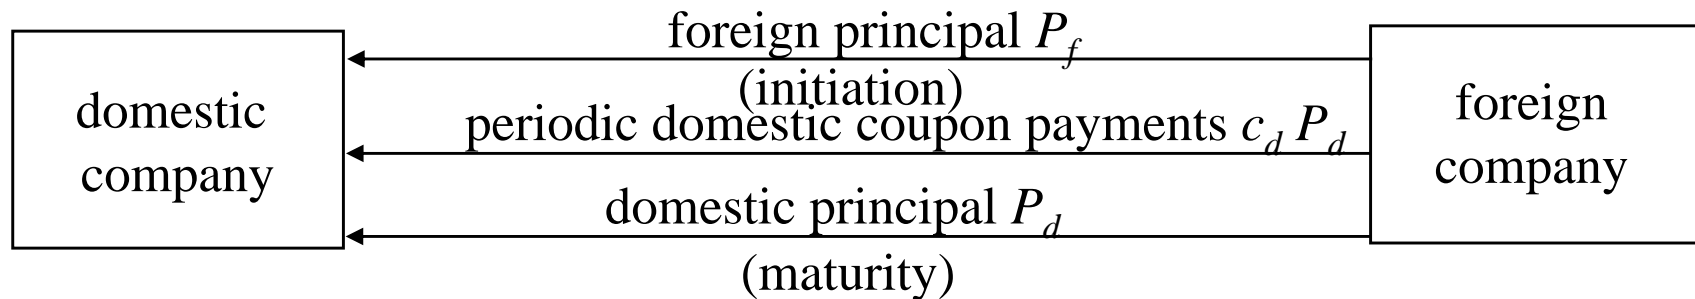 foreign principal P_f
(initiation)
domestic
company
periodic domestic coupon payments c_d P_d
foreign
company
domestic principal P_d
(maturity)